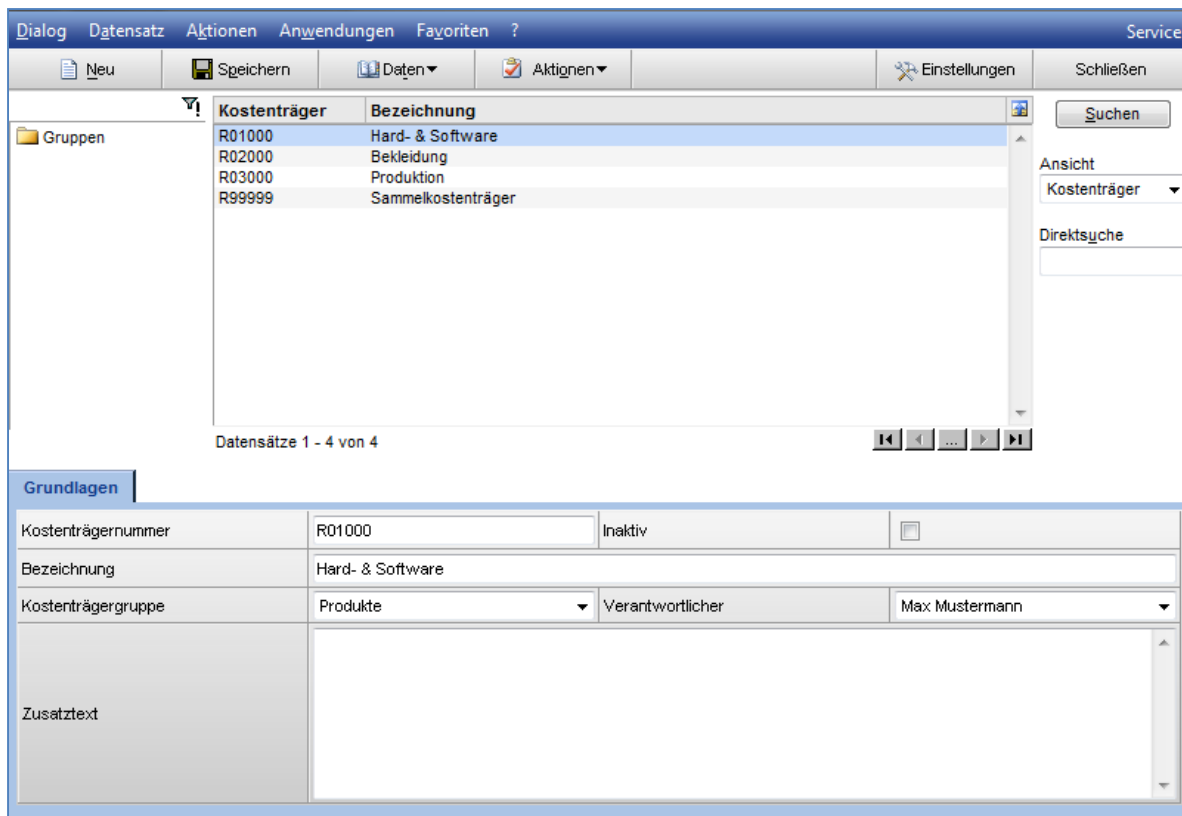 Dialog Datensatz Aktionen Anwendungen Favoriten ? Service
Neu Speichern Daten Aktionen Einstellungen Schließen
Kostenträger Bezeichnung
Suchen
Gruppen
R01000 Hard- & Software
R02000 Bekleidung
R03000 Produktion
R99999 Sammelkostenträger
Ansicht
Kostenträger
Direktsuche
Datensätze 1 - 4 von 4
...
Grundlagen
Kostenträgernummer R01000 Inaktiv
Bezeichnung Hard- & Software
Kostenträgergruppe Produkte Verantwortlicher Max Mustermann
Zusatztext